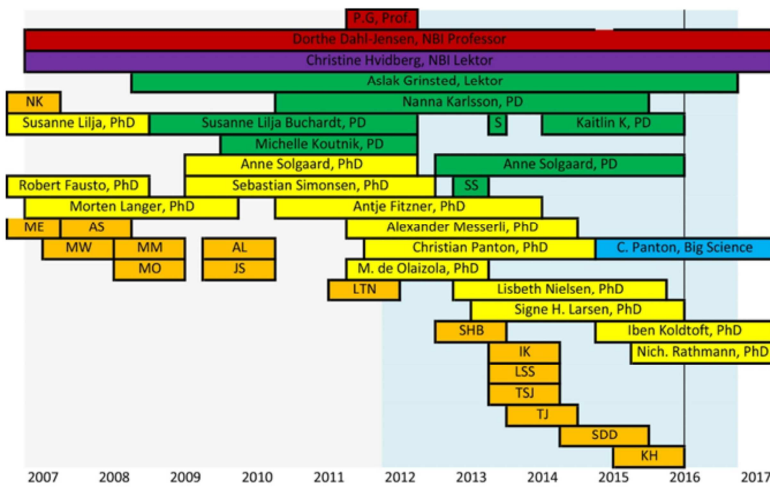 P.G, Prof.
Dorthe Dahl-Jensen, NBI Professor
Christine Hvidberg, NBI Lektor
Aslak Grinsted, Lektor
NK Nanna Karlsson, PD
Susanne Lilja, PhD Susanne Lilja Buchardt, PD S Kaitlin K, PD
Michelle Koutnik, PD
Anne Solgaard, PhD Anne Solgaard, PD
Robert Fausto, PhD Sebastian Simonsen, PhD SS
Morten Langer, PhD Antje Fitzner, PhD
ME AS Alexander Messerli, PhD
MW MM AL Christian Panton, PhD C. Panton, Big Science
MO JS M. de Olaizola, PhD
LTN Lisbeth Nielsen, PhD
Signe H. Larsen, PhD
SHB Iben Koldtoft, PhD
IK Nich. Rathmann, PhD
LSS
TSJ
TJ
SDD
KH
2007 2008 2009 2010 2011 2012 2013 2014 2015 2016 2017